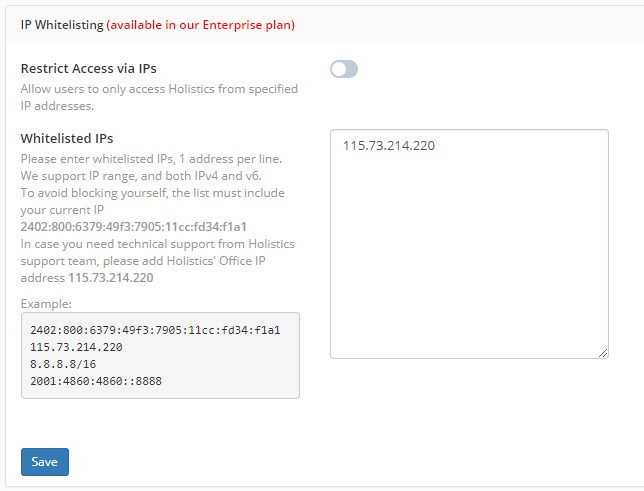 IP Whitelisting (available in our Enterprise plan)
Restrict Access via IPs
Allow users to only access Holistics from specified
IP addresses.
Whitelisted IPs
Please enter whitelisted IPs, 1 address per line.
We support IP range, and both IPv4 and v6.
To avoid blocking yourself, the list must include
your current IP
2402:800:6379:49f3:7905:11cc:fd34:f1a1
In case you need technical support from Holistics
support team, please add Holistics' Office IP
address 115.73.214.220
Example:
2402:800:6379:49f3:7905:11cc:fd34:f1a1
115.73.214.220
8.8.8.8/16
2001:4860:4860::8888
115.73.214.220
Save